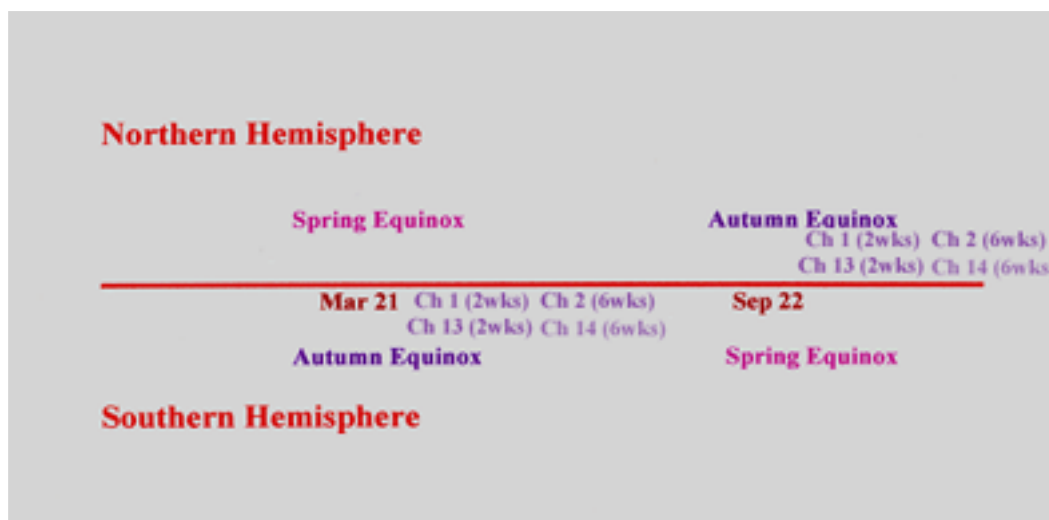 Northern Hemisphere
Spring Equinox Autumn Equinox
Ch 1 (2wks) Ch 2 (6wks)
Ch 13 (2wks) Ch 14 (6wks
Mar 21 Ch 1 (2wks) Ch 2 (6wks) Sep 22
Ch 13 (2wks) Ch 14 (6wks)
Autumn Equinox Spring Equinox
Southern Hemisphere